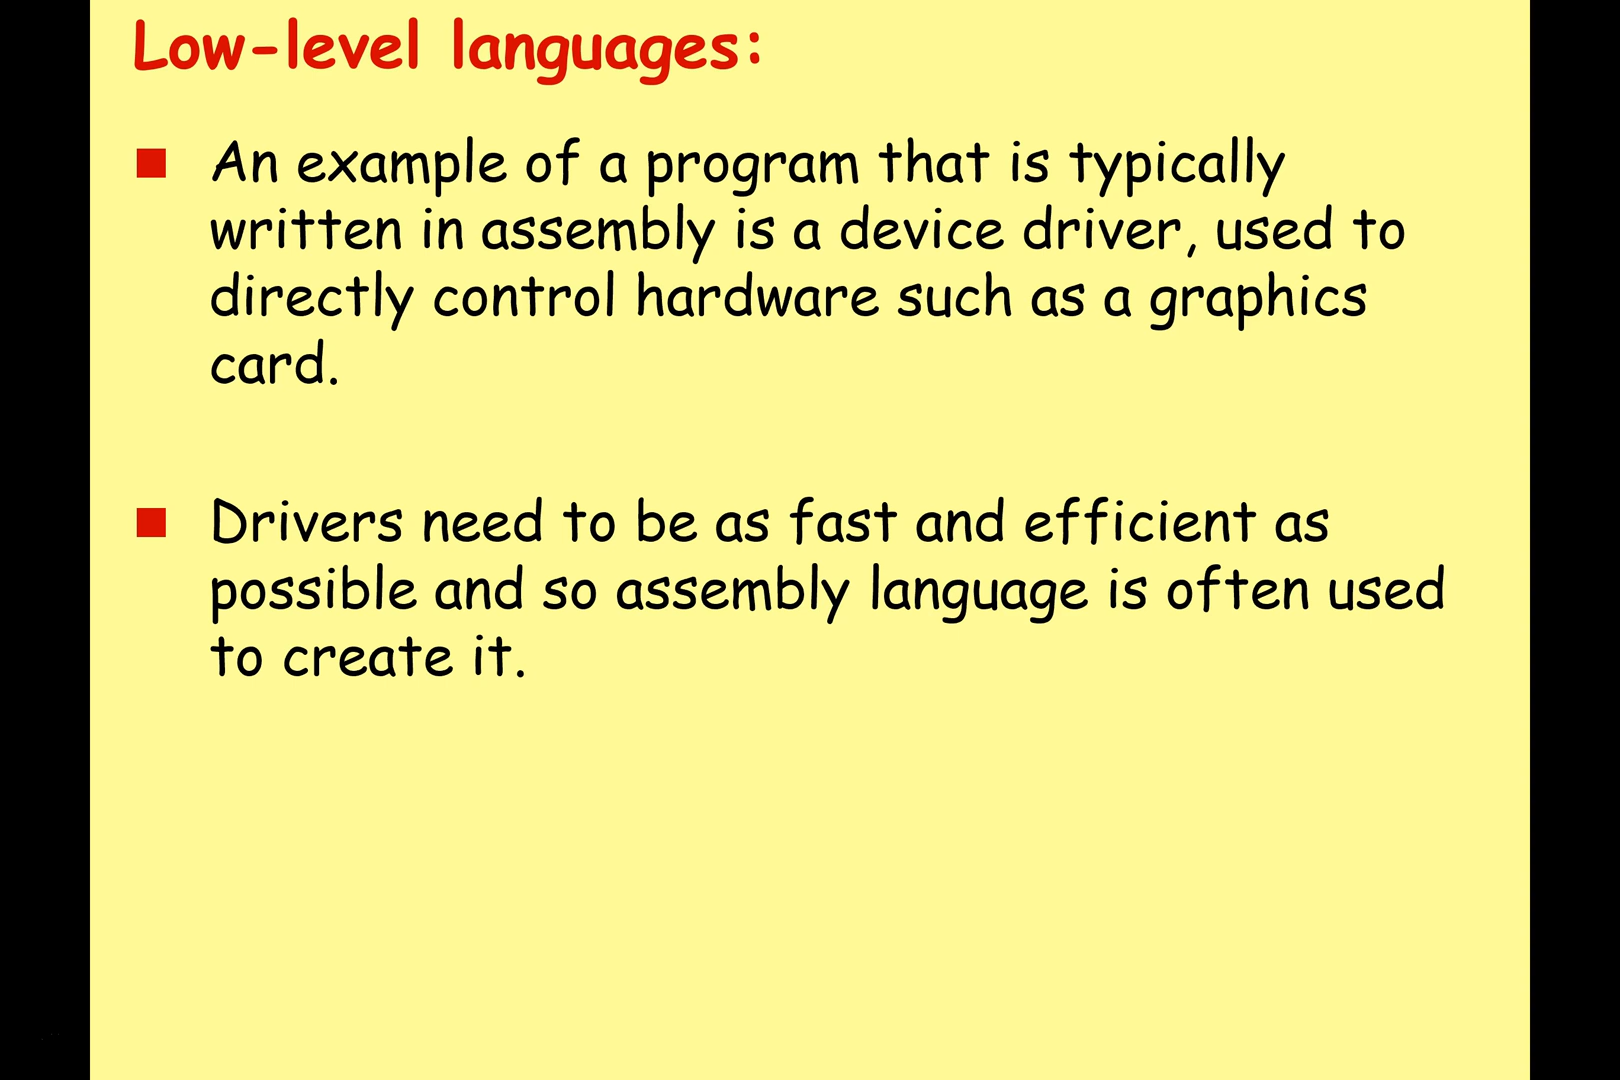 Low-level languages:
An example of a program that is typically
written in assembly is a device driver, used to
directly control hardware such as a graphics
card.
Drivers need to be as fast and efficient as
possible and so assembly language is often used
to create it.